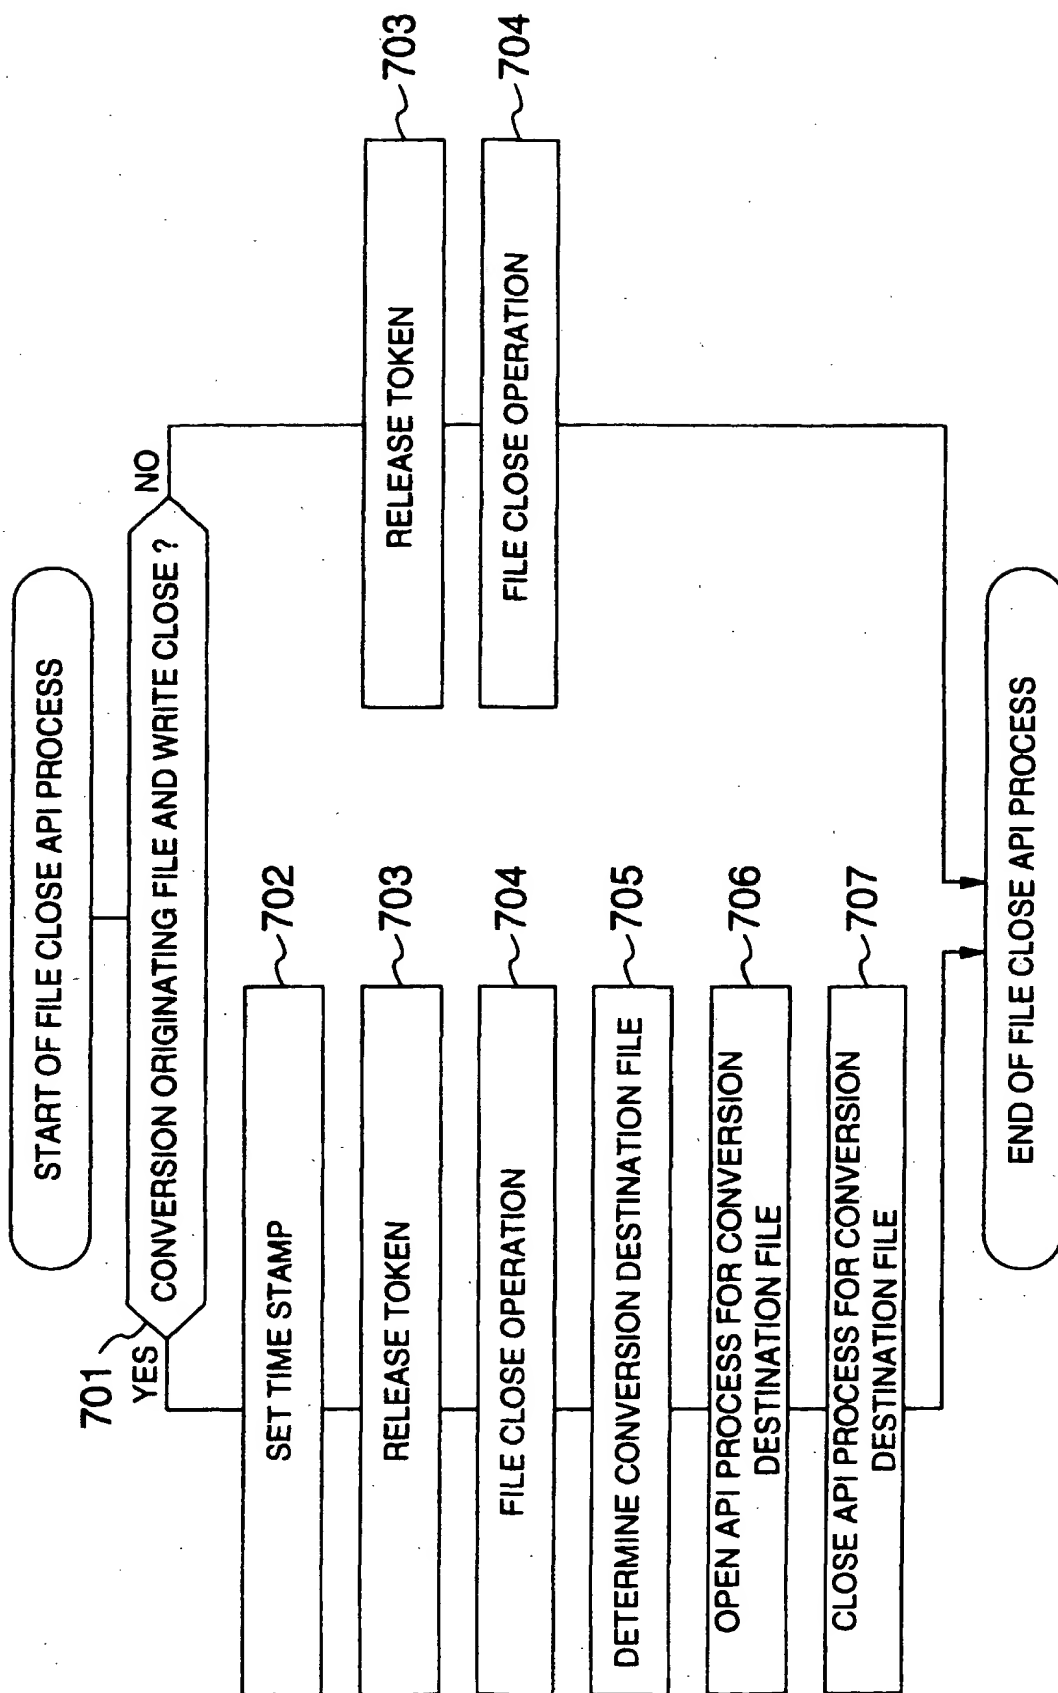 START OF FILE CLOSE API PROCESS
701
CONVERSION ORIGINATING FILE AND WRITE CLOSE ?
YES
NO
SET TIME STAMP
702
RELEASE TOKEN
703
FILE CLOSE OPERATION
704
DETERMINE CONVERSION DESTINATION FILE
705
OPEN API PROCESS FOR CONVERSION
DESTINATION FILE
706
CLOSE API PROCESS FOR CONVERSION
DESTINATION FILE
707
RELEASE TOKEN
703
FILE CLOSE OPERATION
704
END OF FILE CLOSE API PROCESS